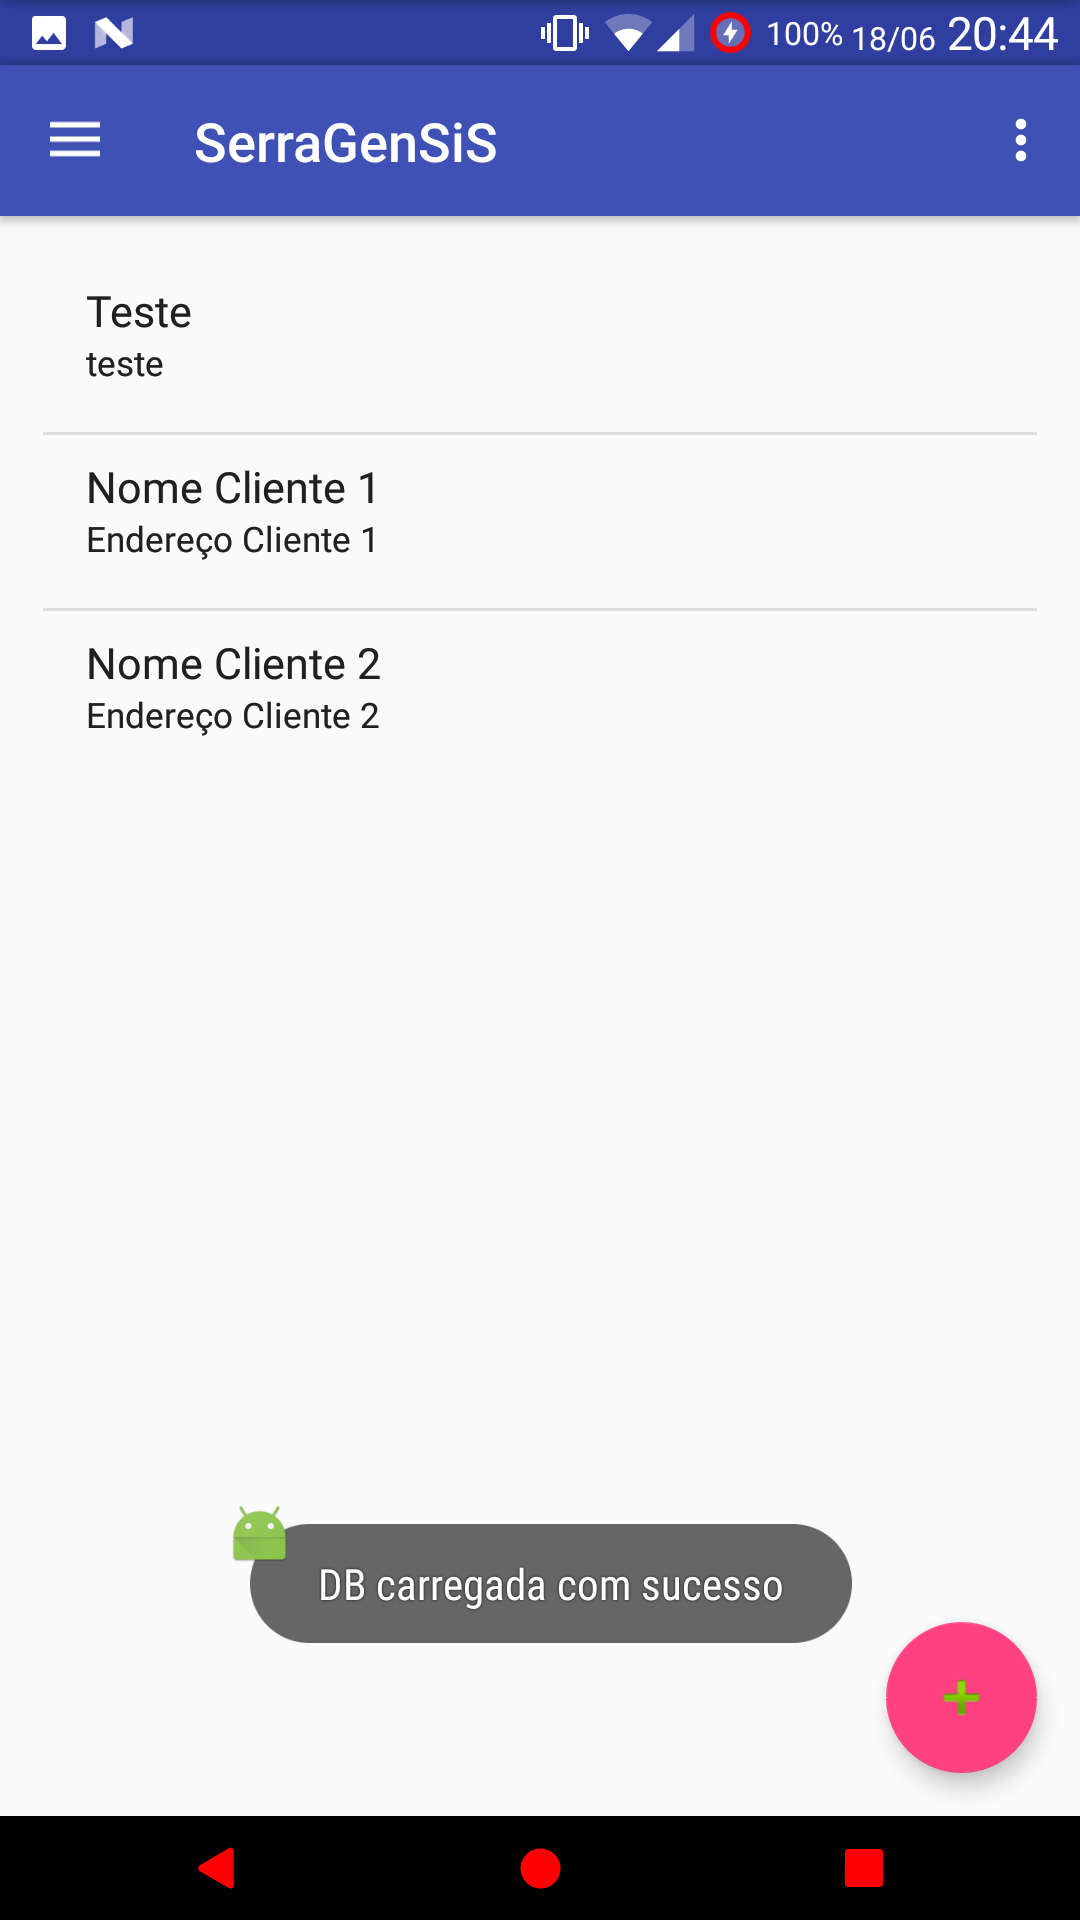 100% 18/06 20:44
SerraGenSiS
Teste
teste
Nome Cliente 1
Endereço Cliente 1
Nome Cliente 2
Endereço Cliente 2
DB carregada com sucesso